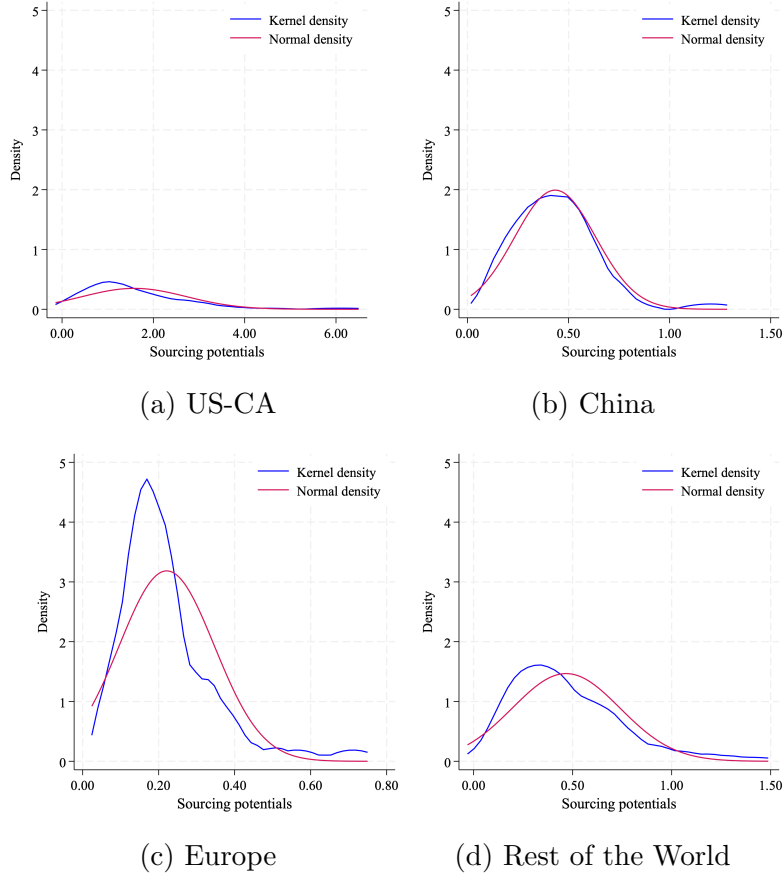 Kernel density
Normal density
5
4
3
2
1
0
Density
0.00 2.00 4.00 6.00
Sourcing potentials
(a) US-CA
Kernel density
Normal density
5
4
3
2
1
0
Density
0.00 0.50 1.00 1.50
Sourcing potentials
(b) China
Kernel density
Normal density
5
4
3
2
1
0
Density
0.00 0.20 0.40 0.60 0.80
Sourcing potentials
(c) Europe
Kernel density
Normal density
5
4
3
2
1
0
Density
0.00 0.50 1.00 1.50
Sourcing potentials
(d) Rest of the World